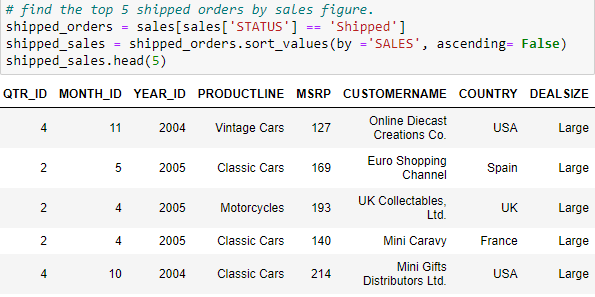 # find the top 5 shipped orders by sales figure.
shipped_orders = sales[sales['STATUS'] == 'Shipped']
shipped_sales = shipped_orders.sort_values(by ='SALES', ascending= False)
shipped_sales.head(5)
QTR_ID MONTH_ID YEAR_ID PRODUCTLINE MSRP CUSTOMERNAME COUNTRY DEALSIZE
4 11 2004 Vintage Cars 127 Online Diecast Creations Co. USA Large
2 5 2005 Classic Cars 169 Euro Shopping Channel Spain Large
2 4 2005 Motorcycles 193 UK Collectables, Ltd. UK Large
2 4 2005 Classic Cars 140 Mini Caravy France Large
4 10 2004 Classic Cars 214 Mini Gifts Distributors Ltd. USA Large